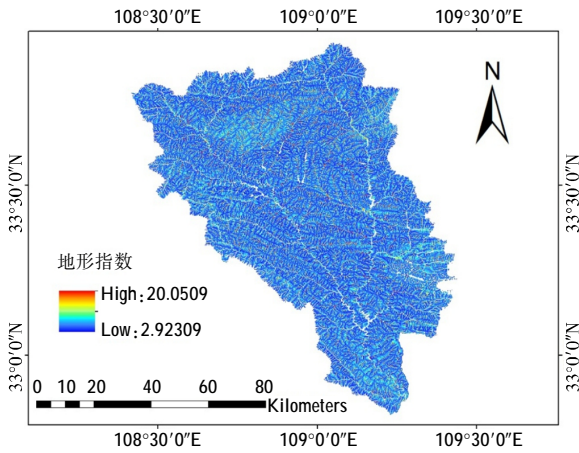 108°30′0″E 109°0′0″E 109°30′0″E
N
33°30′0″N 33°30′0″N
地形指数
High:20.0509
Low:2.92309
33°0′0″N 33°0′0″N
0 10 20 40 60 80
Kilometers
108°30′0″E 109°0′0″E 109°30′0″E